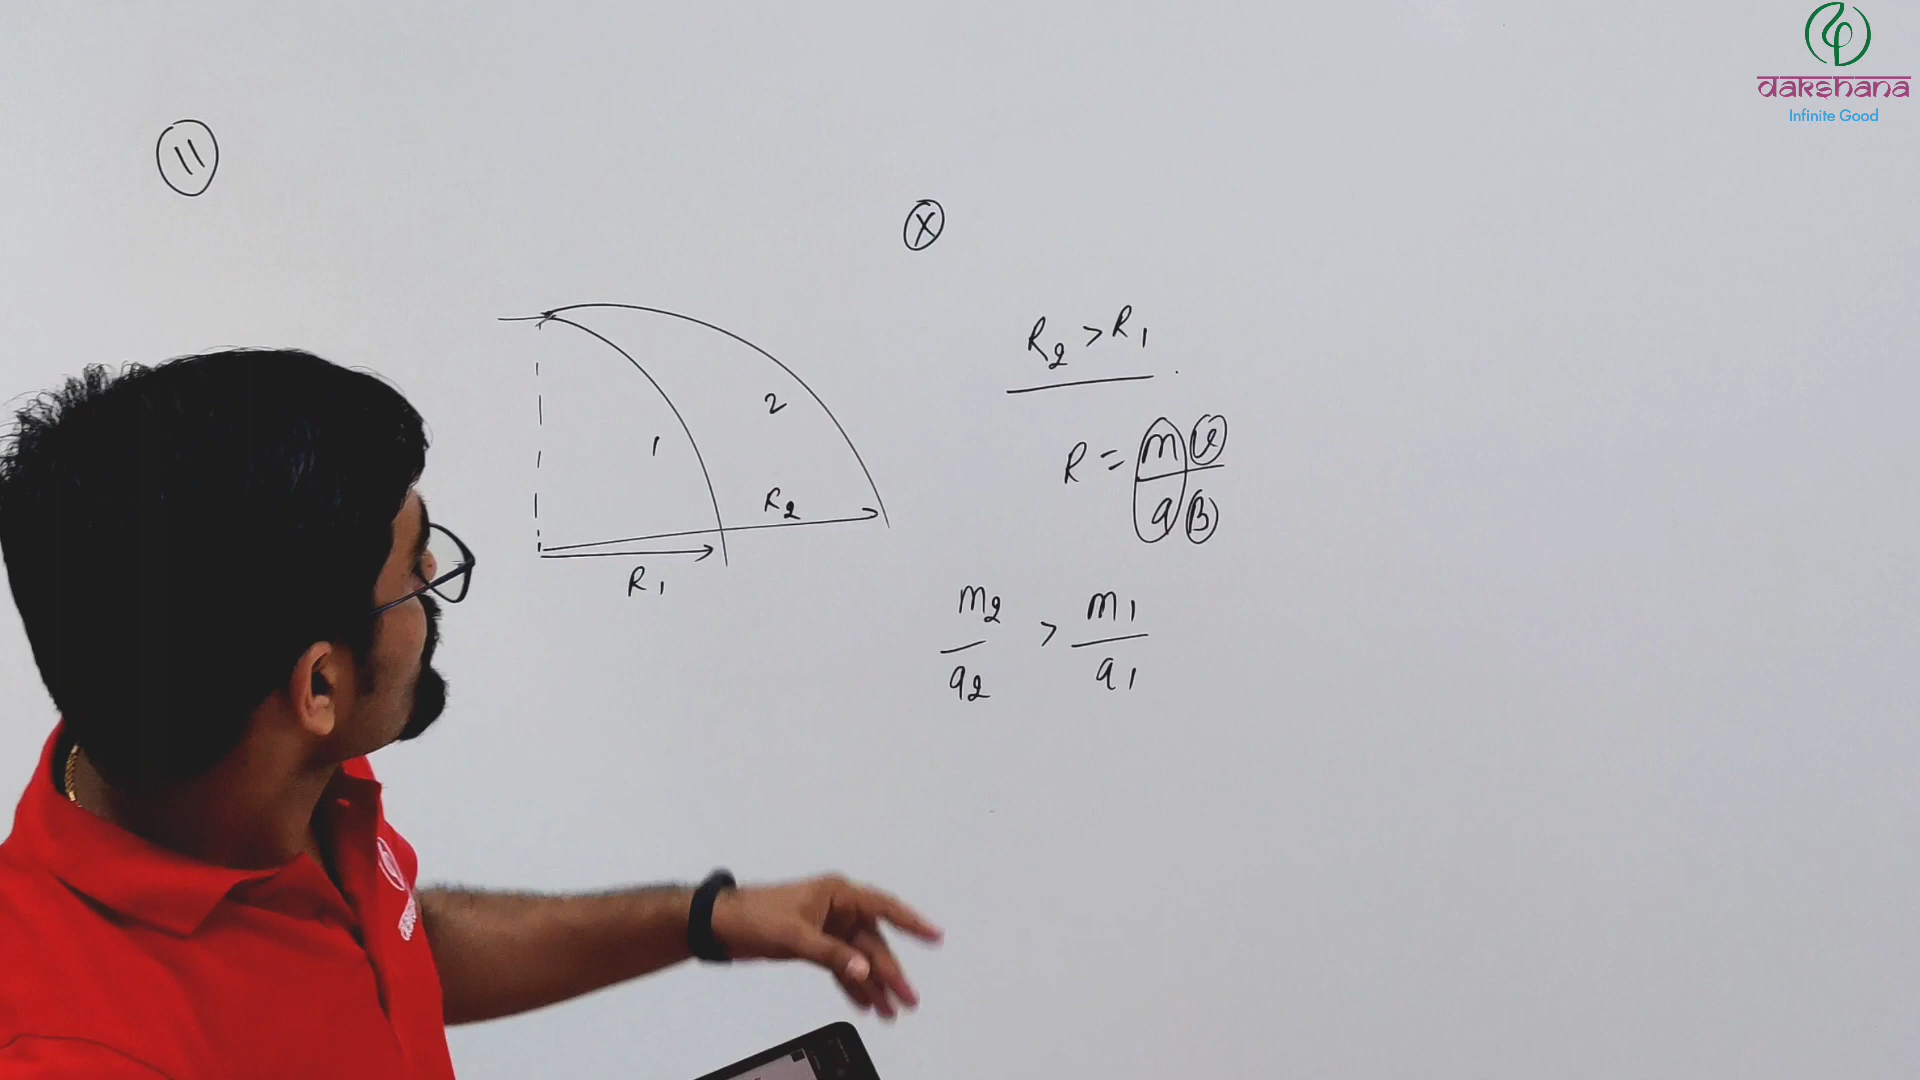 dakshana
Infinite Good
11
X
R2 > R1
R = mv / qB
1
2
R2
R1
m2 / q2 > m1 / q1